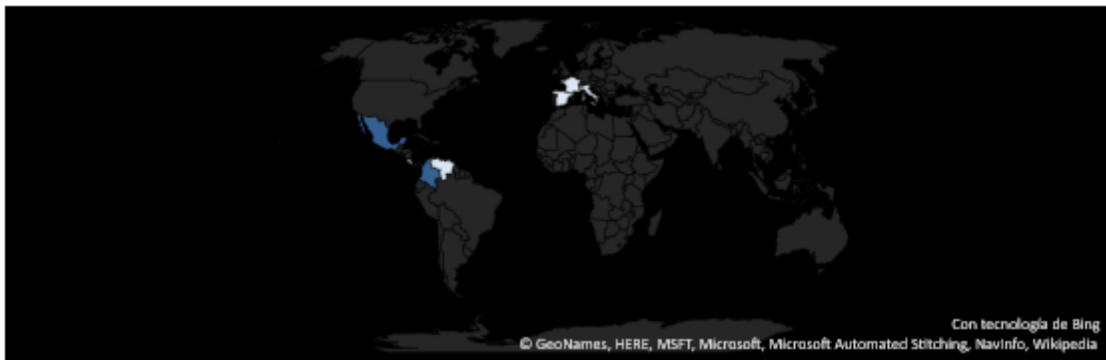 Con tecnología de Bing
© GeoNames, HERE, MSFT, Microsoft, Microsoft Automated Stitching, NavInfo, Wikipedia